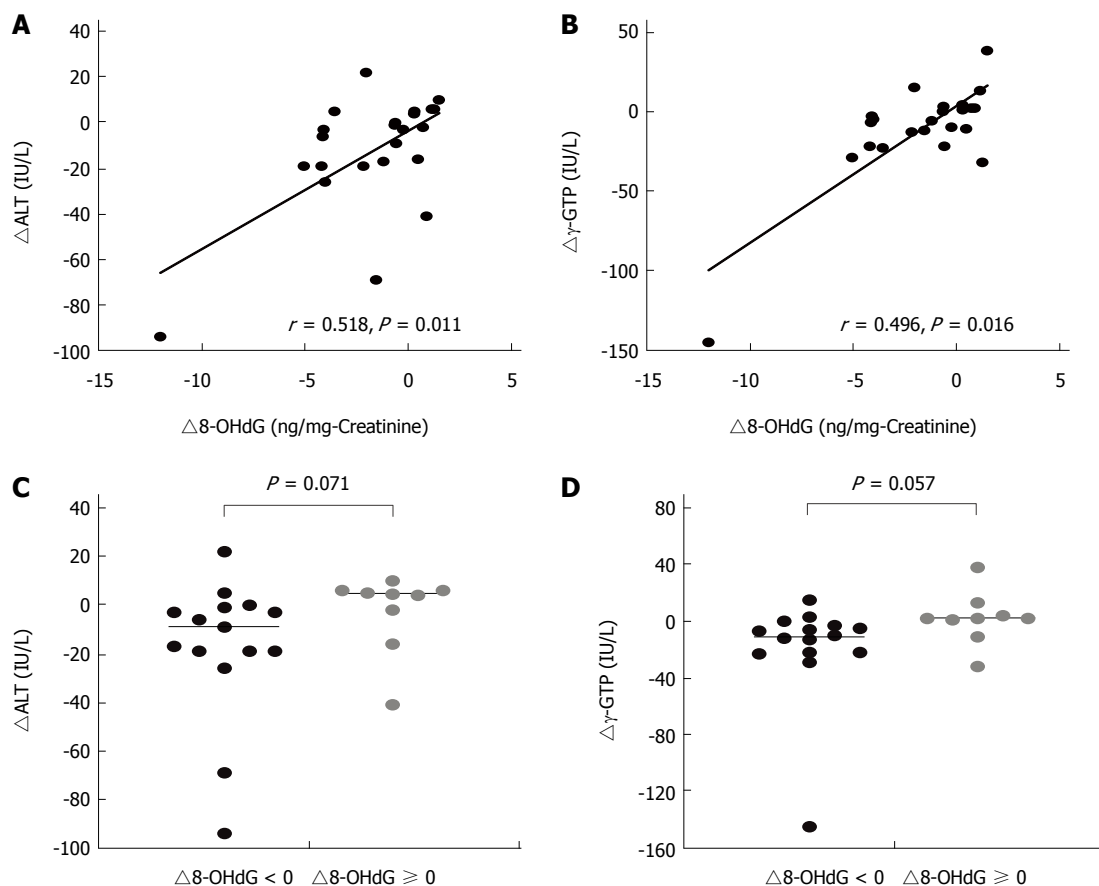 A
40
20
0
-20
-40
-60
-80
-100
△ALT (IU/L)
r = 0.518, P = 0.011
-15 -10 -5 0 5
△8-OHdG (ng/mg-Creatinine)
B
50
0
-50
-100
-150
△γ-GTP (IU/L)
r = 0.496, P = 0.016
-15 -10 -5 0 5
△8-OHdG (ng/mg-Creatinine)
C
P = 0.071
40
20
0
-20
-40
-60
-80
-100
△ALT (IU/L)
△8-OHdG < 0 △8-OHdG ≥ 0
D
P = 0.057
80
40
0
-40
-80
-120
-160
△γ-GTP (IU/L)
△8-OHdG < 0 △8-OHdG ≥ 0